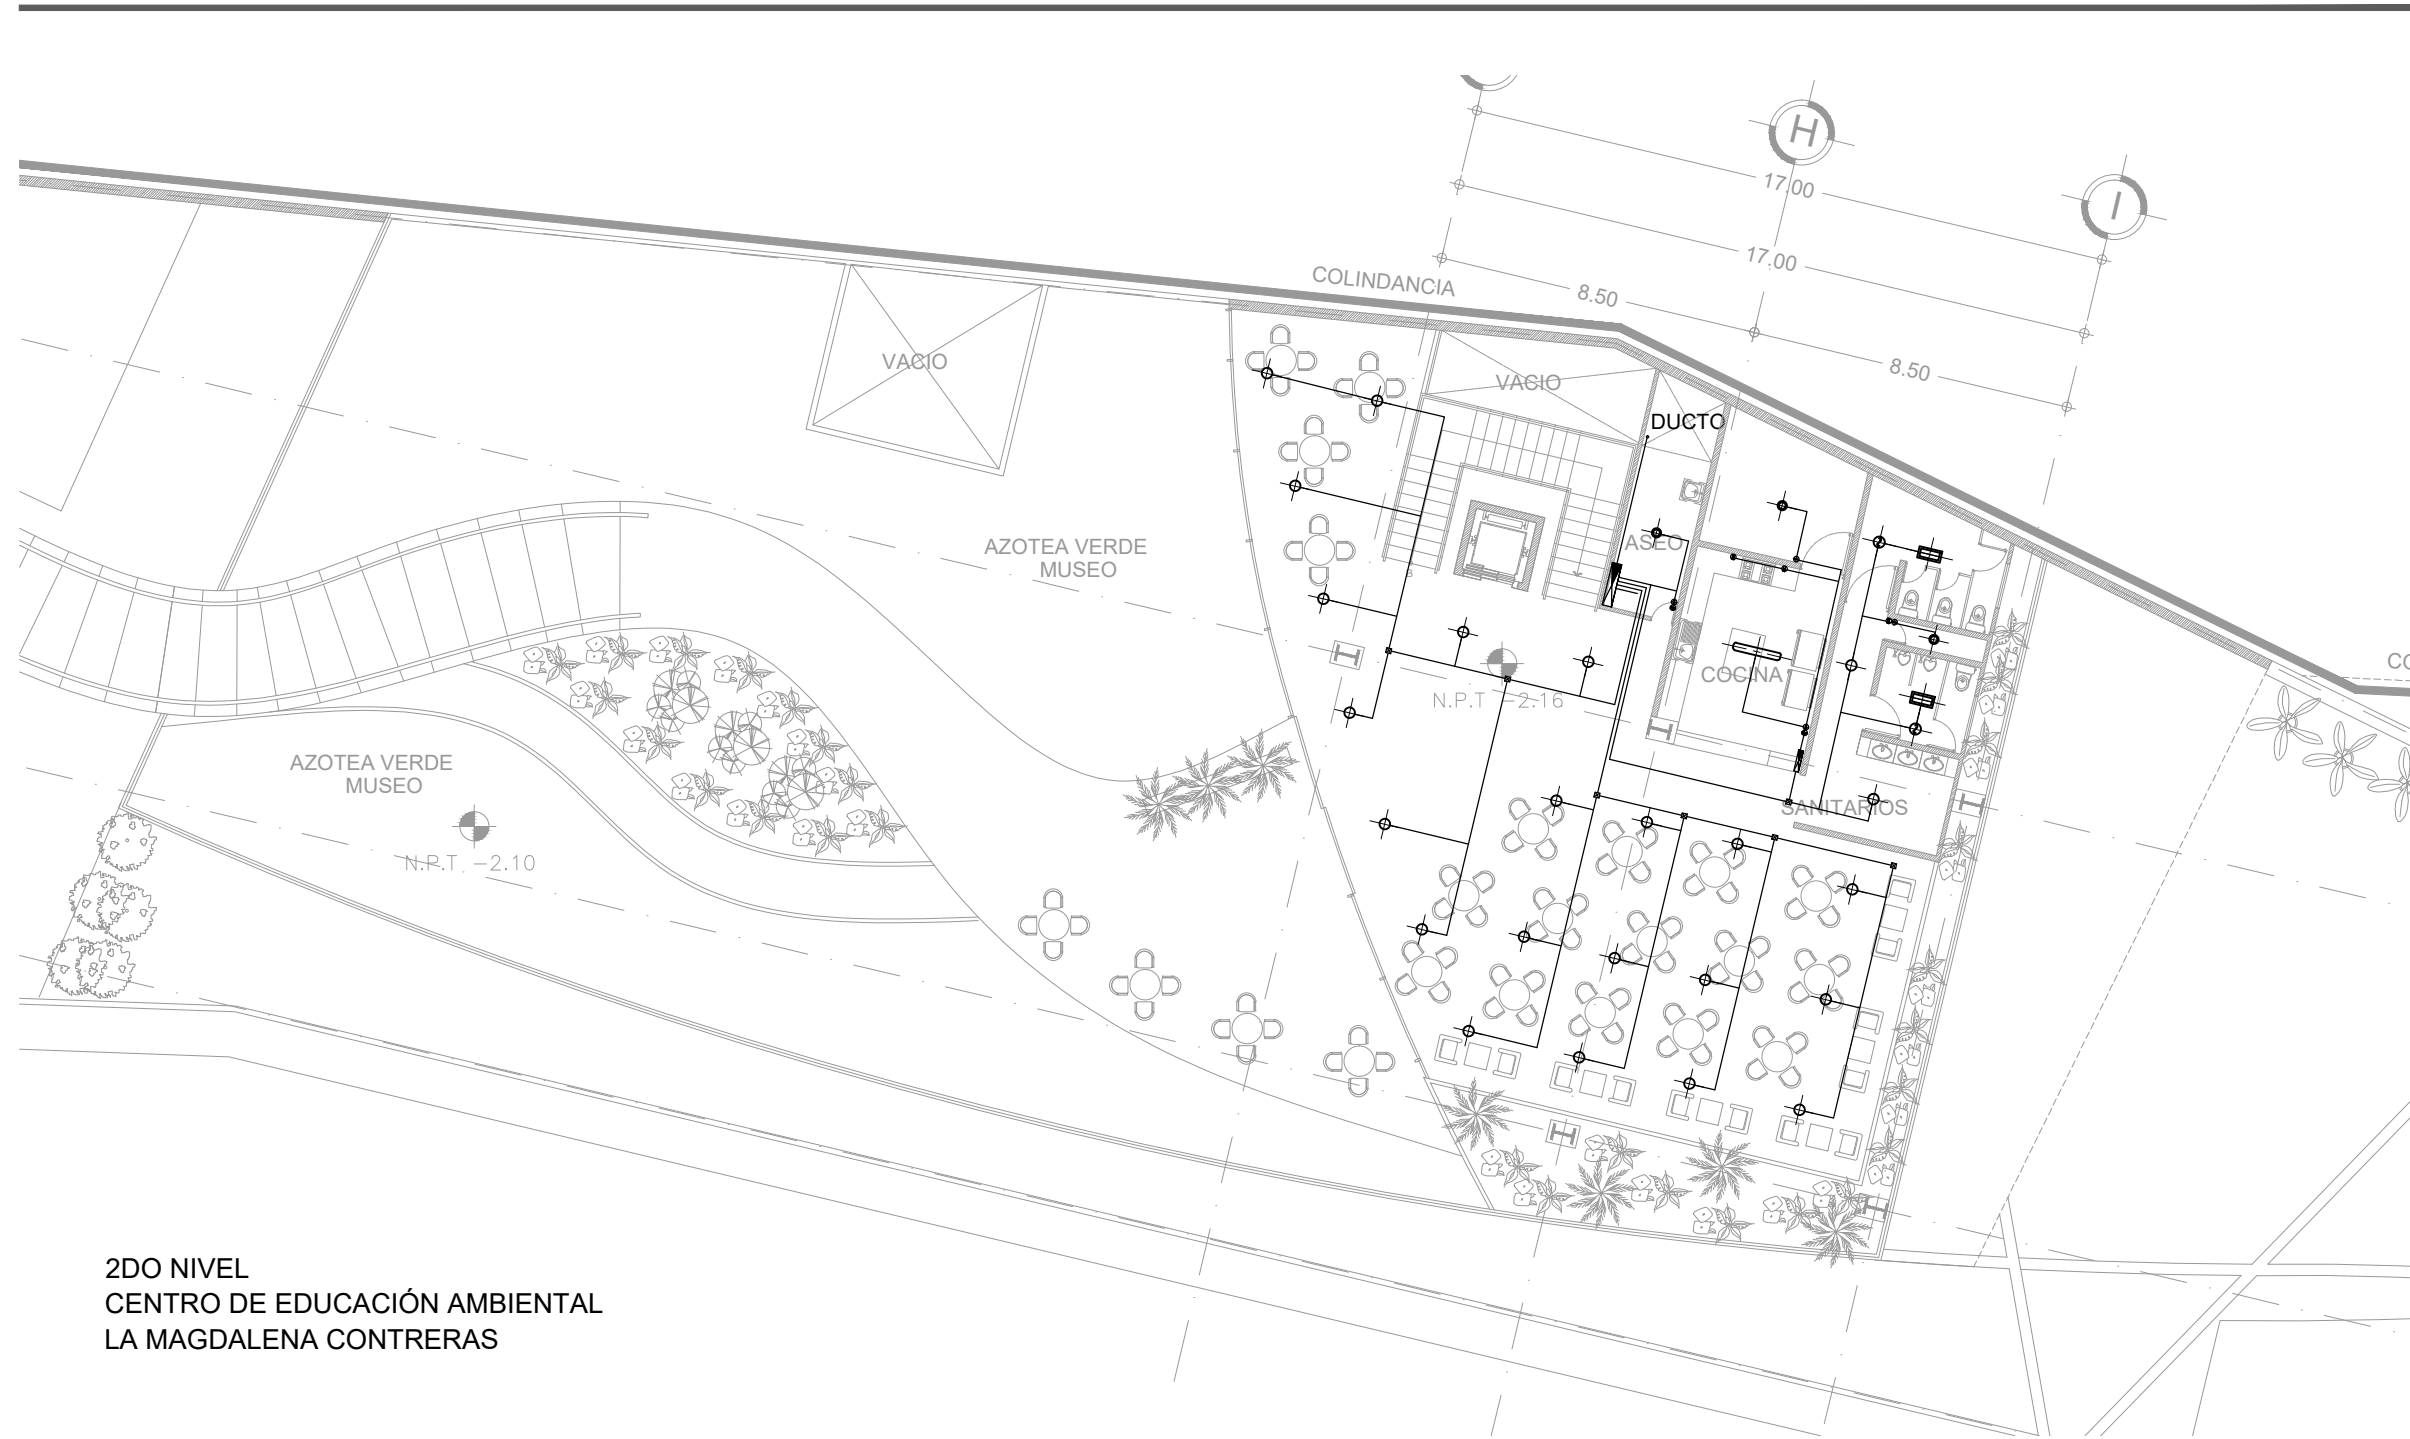 H
I
17.00
17.00
8.50
8.50
COLINDANCIA
VACIO
VACIO
DUCTO
ASEO
AZOTEA VERDE
MUSEO
COCINA
N.P.T -2.16
AZOTEA VERDE
MUSEO
SANITARIOS
N.P.T. -2.10
2DO NIVEL
CENTRO DE EDUCACIÓN AMBIENTAL
LA MAGDALENA CONTRERAS